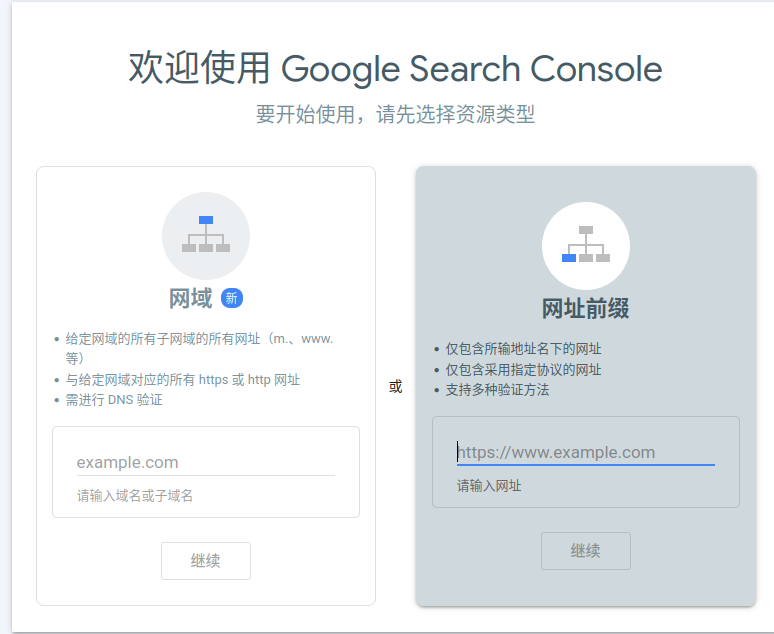 欢迎使用 Google Search Console
要开始使用，请先选择资源类型
网域 新
给定网域的所有子网域的所有网址（m.、www.
等）
与给定网域对应的所有 https 或 http 网址
需进行 DNS 验证
example.com
请输入域名或子域名
继续
或
网址前缀
仅包含所输地址名下的网址
仅包含采用指定协议的网址
支持多种验证方法
https://www.example.com
请输入网址
继续